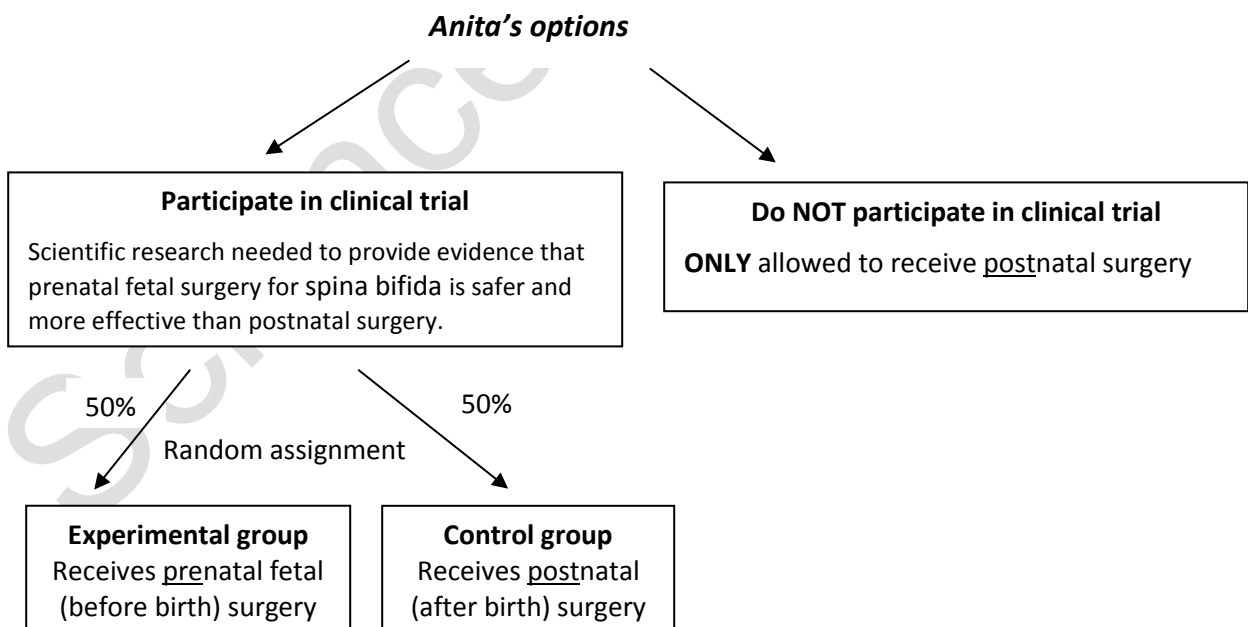 Anita's options
Participate in clinical trial
Scientific research needed to provide evidence that
prenatal fetal surgery for spina bifida is safer and
more effective than postnatal surgery.
Do NOT participate in clinical trial
ONLY allowed to receive postnatal surgery
50%
50%
Random assignment
Experimental group
Receives prenatal fetal
(before birth) surgery
Control group
Receives postnatal
(after birth) surgery